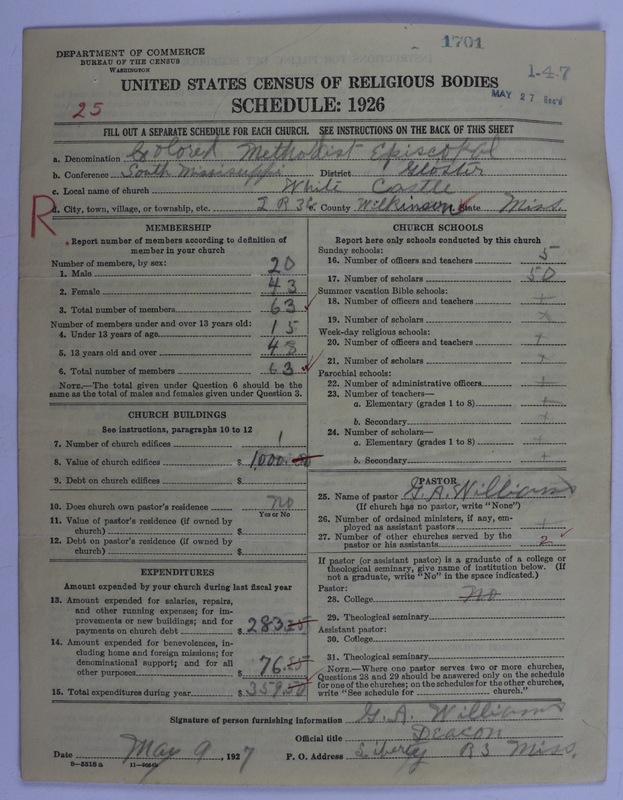 DEPARTMENT OF COMMERCE
BUREAU OF THE CENSUS
WASHINGTON
1701
1-4-7
MAY 27 Rec'd
25
UNITED STATES CENSUS OF RELIGIOUS BODIES
SCHEDULE: 1926
FILL OUT A SEPARATE SCHEDULE FOR EACH CHURCH. SEE INSTRUCTIONS ON THE BACK OF THIS SHEET
a. Denomination Colored Methodist Episcopal
b. Conference South Mississippi District Gloster
c. Local name of church White Castle
R
d. City, town, village, or township, etc. e. County Wilkinson State Miss.
MEMBERSHIP
Report number of members according to definition of member in your church
Number of members, by sex:
1. Male 20
2. Female 43
3. Total number of members 63
Number of members under and over 13 years old:
4. Under 13 years of age 15
5. 13 years old and over 48
6. Total number of members 63
NOTE.—The total given under Question 6 should be the
same as the total of males and females given under Question 3.
CHURCH BUILDINGS
See instructions, paragraphs 10 to 12
7. Number of church edifices 1
8. Value of church edifices $ 1,000.00
9. Debt on church edifices $
10. Does church own pastor's residence no
Yes or No
11. Value of pastor's residence (if owned by
church) $
12. Debt on pastor's residence (if owned by
church) $
EXPENDITURES
Amount expended by your church during last fiscal year
13. Amount expended for salaries, repairs,
and other running expenses; for im-
provements or new buildings; and for
payments on church debt $ 283.25
14. Amount expended for benevolences, in-
cluding home and foreign missions; for
denominational support; and for all
other purposes $ 76.25
15. Total expenditures during year $ 359.50
CHURCH SCHOOLS
Report here only schools conducted by this church
Sunday schools:
16. Number of officers and teachers 5
17. Number of scholars 50
Summer vacation Bible schools:
18. Number of officers and teachers +
19. Number of scholars +
Week-day religious schools:
20. Number of officers and teachers +
21. Number of scholars +
Parochial schools:
22. Number of administrative officers +
23. Number of teachers—
a. Elementary (grades 1 to 8) +
b. Secondary +
24. Number of scholars—
a. Elementary (grades 1 to 8) +
b. Secondary +
PASTOR
25. Name of pastor G. A. Williams
(If church has no pastor, write "None")
26. Number of ordained ministers, if any, em-
ployed as assistant pastors +
27. Number of other churches served by the
pastor or his assistants 2
If pastor (or assistant pastor) is a graduate of a college or
theological seminary, give name of institution below. (If
not a graduate, write "No" in the space indicated.)
Pastor:
28. College No
29. Theological seminary
Assistant pastor:
30. College
31. Theological seminary
NOTE.—Where one pastor serves two or more churches,
Questions 28 and 29 should be answered only on the schedule
for one of the churches; on the schedules for the other churches,
write "See schedule for church."
Signature of person furnishing information G. A. Williams
Official title Deacon
Date May 9, 1927 P. O. Address Liberty R3 Miss.